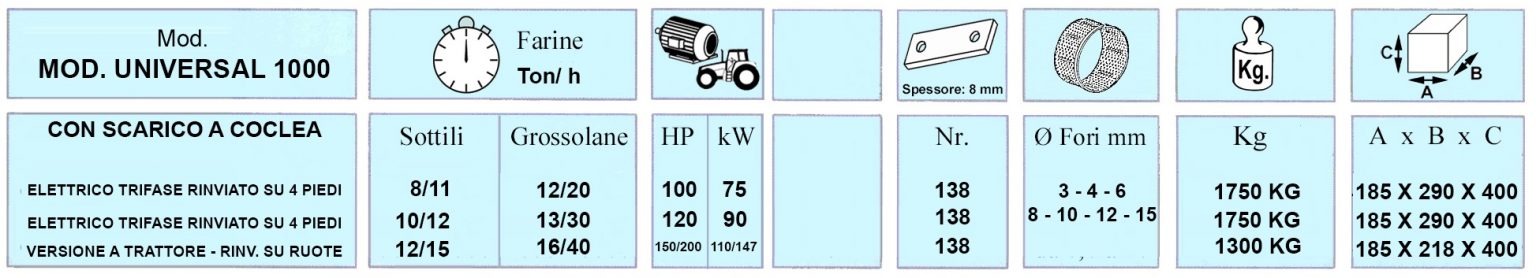 Mod.
MOD. UNIVERSAL 1000
Farine
Ton/ h
Spessore: 8 mm
Kg.
C
B
A
CON SCARICO A COCLEA
Sottili Grossolane HP kW Nr. Ø Fori mm Kg A x B x C
ELETTRICO TRIFASE RINVIATO SU 4 PIEDI 8/11 12/20 100 75 138 3 - 4 - 6 1750 KG 185 X 290 X 400
ELETTRICO TRIFASE RINVIATO SU 4 PIEDI 10/12 13/30 120 90 138 8 - 10 - 12 - 15 1750 KG 185 X 290 X 400
VERSIONE A TRATTORE - RINV. SU RUOTE 12/15 16/40 150/200 110/147 138 1300 KG 185 X 218 X 400